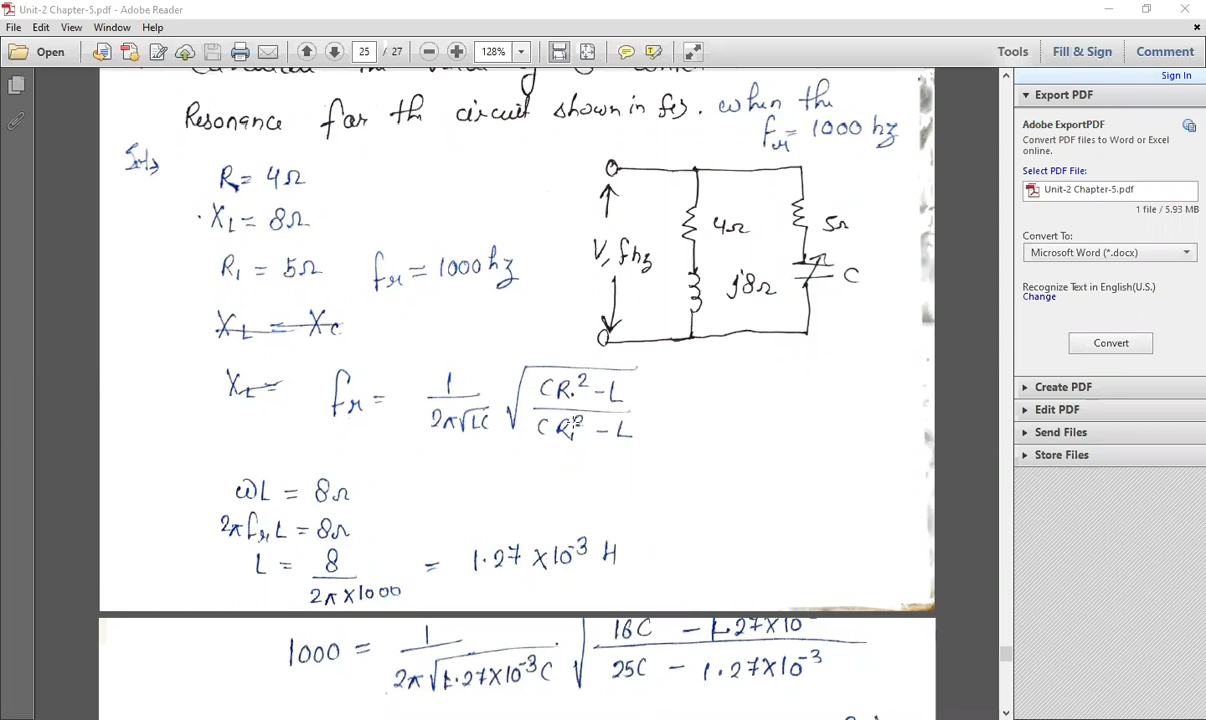 Unit-2 Chapter-5.pdf - Adobe Reader
File Edit View Window Help
Open 25 / 27 128% Tools Fill & Sign Comment
Sign In
Export PDF
Adobe ExportPDF
Convert PDF files to Word or Excel
online.
Select PDF File:
Unit-2 Chapter-5.pdf
1 file / 5.93 MB
Convert To:
Microsoft Word (*.docx)
Recognize Text in English(U.S.)
Change
Convert
Create PDF
Edit PDF
Send Files
Store Files
the value of
Resonance for the circuit shown in fig. when the
fr = 1000 hz
Sol:
R = 4Ω
XL = 8Ω
R1 = 5Ω fr = 1000 hz
XL = XC
XL =
fr = 1 / 2π√LC √ CR²-L / CR1² - L
4Ω 5Ω
V, f hz
j8Ω C
ωL = 8Ω
2πfrL = 8Ω
L = 8 / 2π×1000 = 1.27 ×10-3 H
1000 = 1 / 2π√1.27×10-3C √ 16C - 1.27×10- / 25C - 1.27×10-3